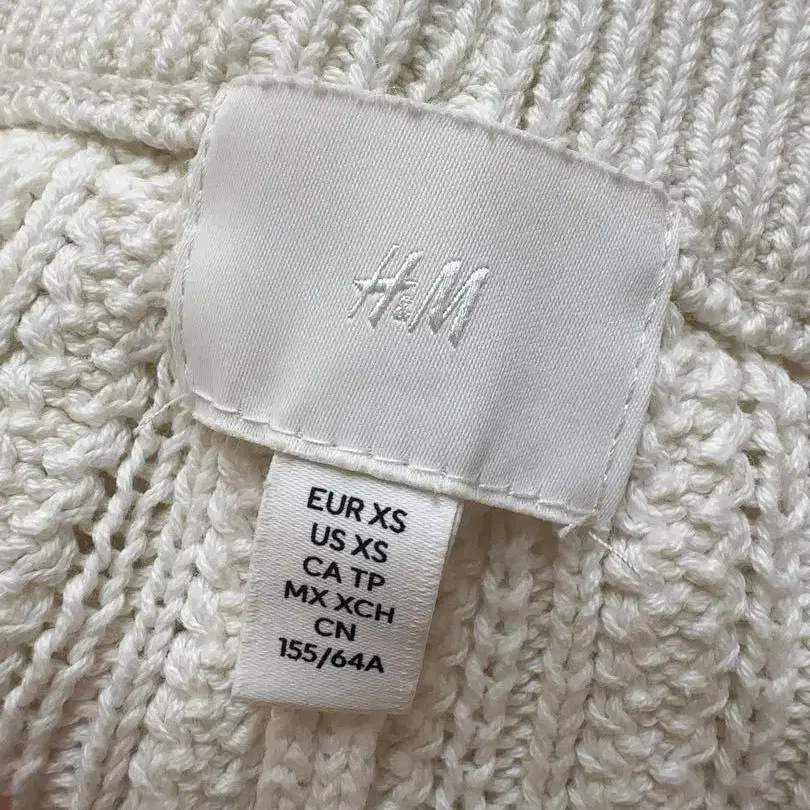 H&M
EUR XS
US XS
CA TP
MX XCH
CN
155/64A